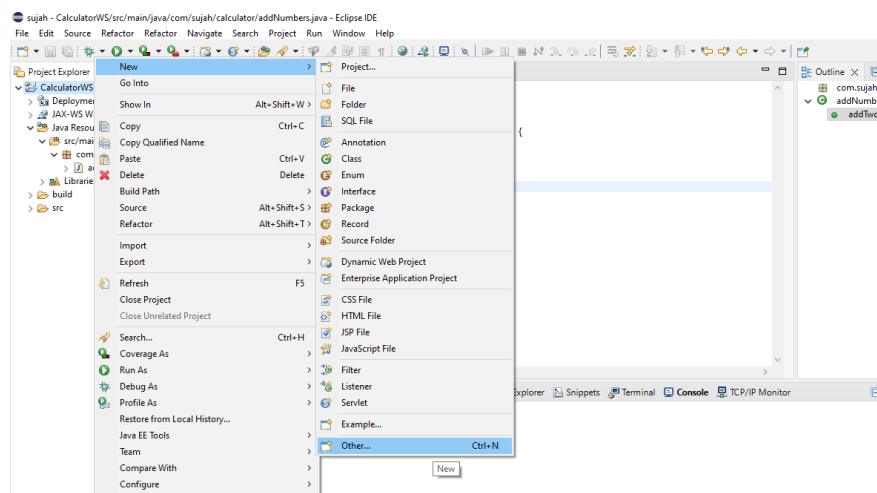 sujah - CalculatorWS/src/main/java/com/sujah/calculator/addNumbers.java - Eclipse IDE
File Edit Source Refactor Refactor Navigate Search Project Run Window Help
Project Explorer
CalculatorWS
Deployme
JAX-WS W
Java Resou
src/mai
com
a
Librarie
build
src
New
Go Into
Show In Alt+Shift+W
Copy Ctrl+C
Copy Qualified Name
Paste Ctrl+V
Delete Delete
Build Path
Source Alt+Shift+S
Refactor Alt+Shift+T
Import
Export
Refresh F5
Close Project
Close Unrelated Project
Search... Ctrl+H
Coverage As
Run As
Debug As
Profile As
Restore from Local History...
Java EE Tools
Team
Compare With
Configure
Project...
File
Folder
SQL File
Annotation
Class
Enum
Interface
Package
Record
Source Folder
Dynamic Web Project
Enterprise Application Project
CSS File
HTML File
JSP File
JavaScript File
Filter
Listener
Servlet
Example...
Other... Ctrl+N
New
{
Outline
com.sujah
addNumb
addTwo
xplorer Snippets Terminal Console TCP/IP Monitor